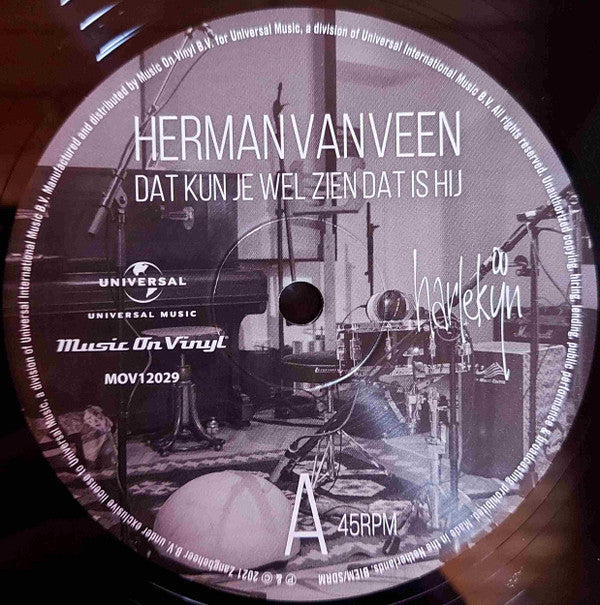 HERMAN VAN VEEN
DAT KUN JE WEL ZIEN DAT IS HIJ
UNIVERSAL
UNIVERSAL MUSIC
harlekijn
Music On Vinyl
MOV12029
A
45RPM
℗ & © 2021 Zangbeheer B.V. under exclusive license to Universal Music, a division of Universal International Music B.V. Manufactured and distributed by Music On Vinyl B.V. for Universal Music, a division of Universal International Music B.V. All rights reserved. Unauthorized copying, hiring, lending, public performance & broadcasting prohibited. Made in the Netherlands. BIEM/SDRM